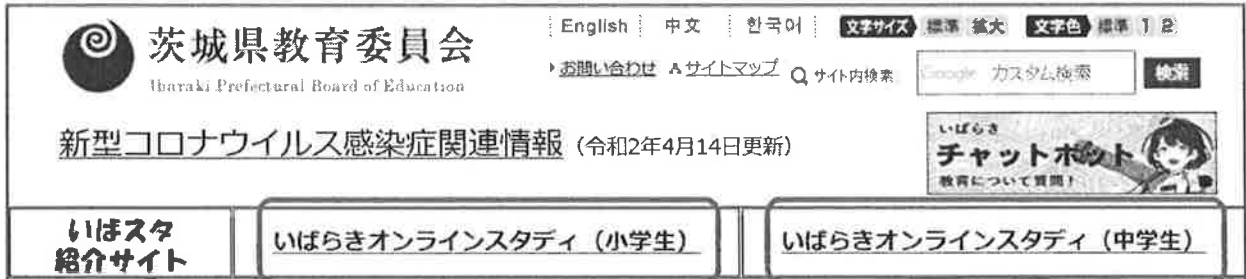 茨城県教育委員会
Ibaraki Prefectural Board of Education
English 中文 한국어 文字サイズ 標準 拡大 文字色 標準 1 2
お問い合わせ サイトマップ サイト内検索 Google カスタム検索 検索
新型コロナウイルス感染症関連情報（令和2年4月14日更新）
いばらき
チャットボット
教育について質問！
いばスタ
紹介サイト
いばらきオンラインスタディ（小学生）
いばらきオンラインスタディ（中学生）